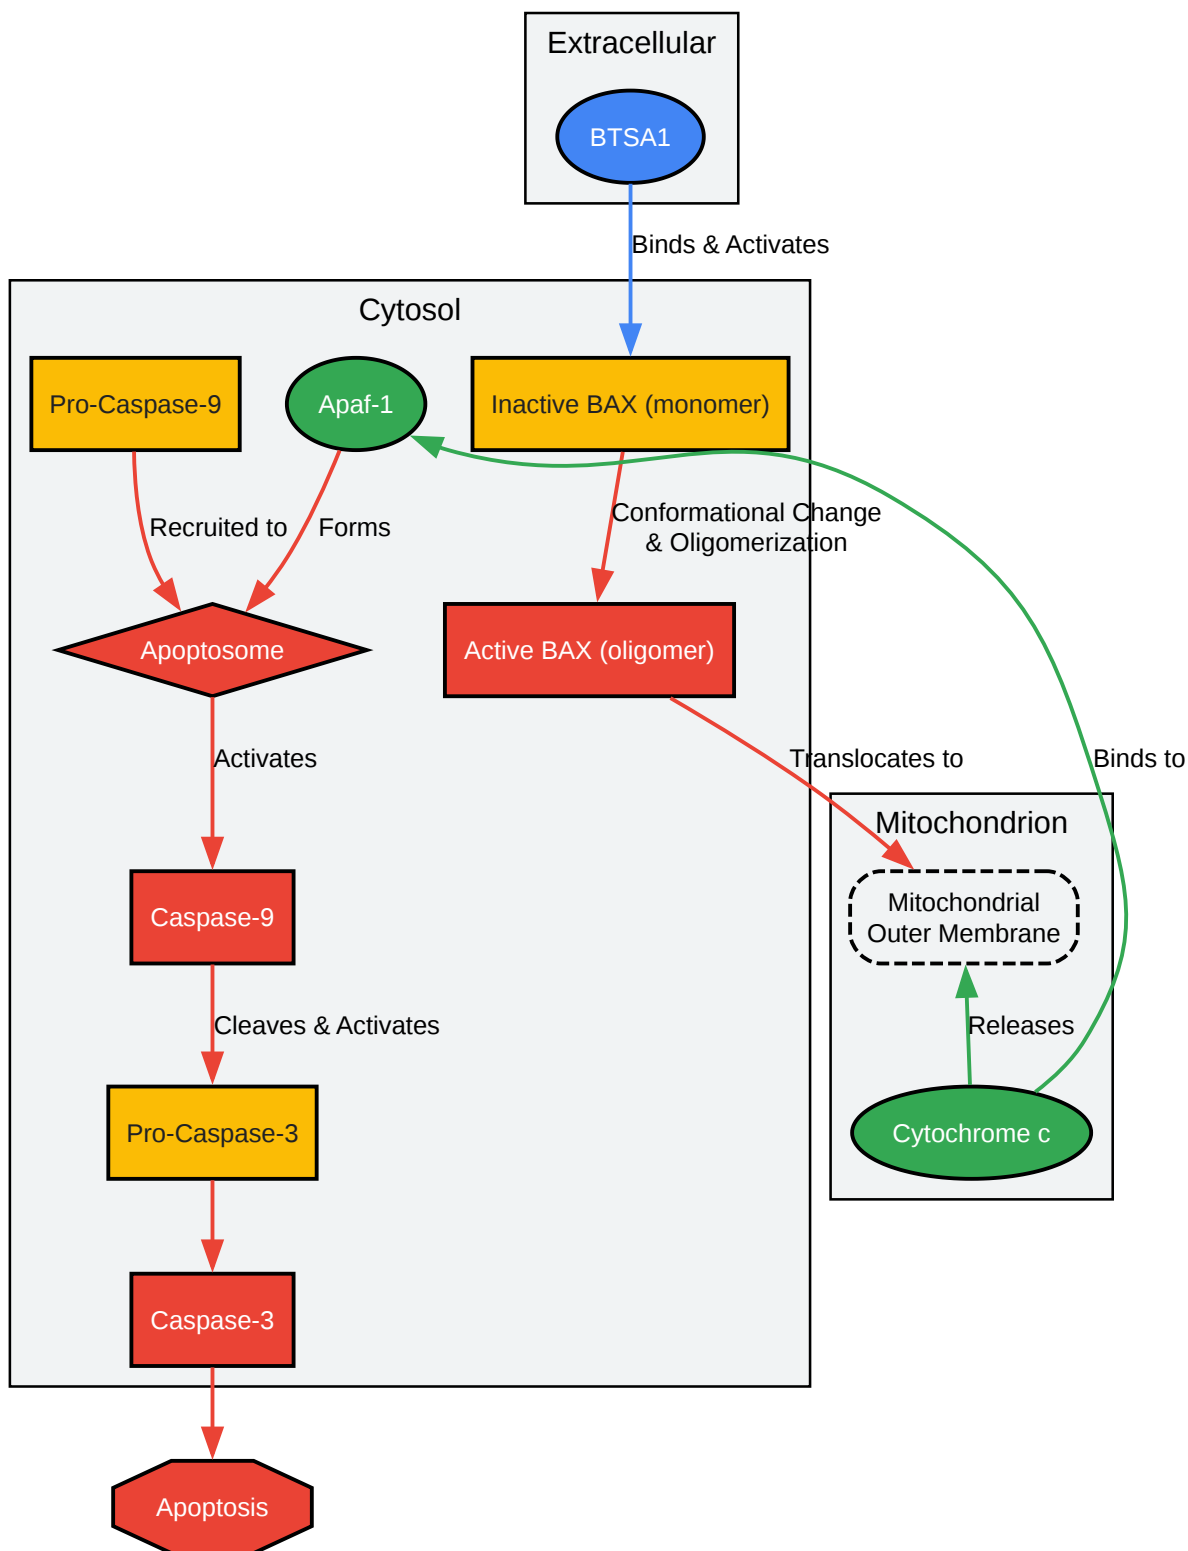 Extracellular
BTSA1
Binds & Activates
Cytosol
Pro-Caspase-9
Apaf-1
Inactive BAX (monomer)
Recruited to
Forms
Conformational Change
& Oligomerization
Apoptosome
Active BAX (oligomer)
Activates
Translocates to
Binds to
Mitochondrion
Mitochondrial
Outer Membrane
Caspase-9
Cleaves & Activates
Releases
Pro-Caspase-3
Cytochrome c
Caspase-3
Apoptosis